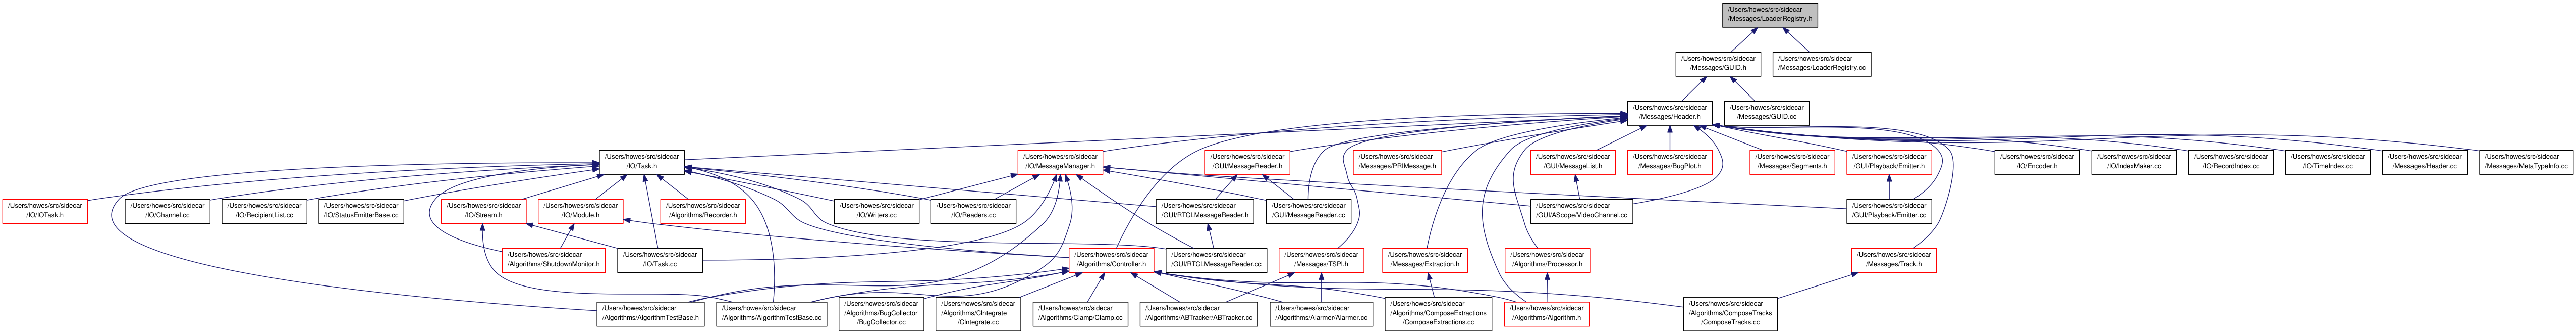 /Users/howes/src/sidecar
/Messages/LoaderRegistry.h
/Users/howes/src/sidecar
/Messages/GUID.h
/Users/howes/src/sidecar
/Messages/LoaderRegistry.cc
/Users/howes/src/sidecar
/Messages/Header.h
/Users/howes/src/sidecar
/Messages/GUID.cc
/Users/howes/src/sidecar
/IO/Task.h
/Users/howes/src/sidecar
/IO/MessageManager.h
/Users/howes/src/sidecar
/GUI/MessageReader.h
/Users/howes/src/sidecar
/Messages/PRIMessage.h
/Users/howes/src/sidecar
/GUI/MessageList.h
/Users/howes/src/sidecar
/Messages/BugPlot.h
/Users/howes/src/sidecar
/Messages/Segments.h
/Users/howes/src/sidecar
/GUI/Playback/Emitter.h
/Users/howes/src/sidecar
/IO/Encoder.h
/Users/howes/src/sidecar
/IO/IndexMaker.cc
/Users/howes/src/sidecar
/IO/RecordIndex.cc
/Users/howes/src/sidecar
/IO/TimeIndex.cc
/Users/howes/src/sidecar
/Messages/Header.cc
/Users/howes/src/sidecar
/Messages/MetaTypeInfo.cc
/Users/howes/src/sidecar
/IO/IOTask.h
/Users/howes/src/sidecar
/IO/Channel.cc
/Users/howes/src/sidecar
/IO/RecipientList.cc
/Users/howes/src/sidecar
/IO/StatusEmitterBase.cc
/Users/howes/src/sidecar
/IO/Stream.h
/Users/howes/src/sidecar
/IO/Module.h
/Users/howes/src/sidecar
/Algorithms/Recorder.h
/Users/howes/src/sidecar
/IO/Writers.cc
/Users/howes/src/sidecar
/IO/Readers.cc
/Users/howes/src/sidecar
/GUI/RTCLMessageReader.h
/Users/howes/src/sidecar
/GUI/MessageReader.cc
/Users/howes/src/sidecar
/GUI/AScope/VideoChannel.cc
/Users/howes/src/sidecar
/GUI/Playback/Emitter.cc
/Users/howes/src/sidecar
/Algorithms/ShutdownMonitor.h
/Users/howes/src/sidecar
/IO/Task.cc
/Users/howes/src/sidecar
/Algorithms/Controller.h
/Users/howes/src/sidecar
/GUI/RTCLMessageReader.cc
/Users/howes/src/sidecar
/Messages/TSPI.h
/Users/howes/src/sidecar
/Messages/Extraction.h
/Users/howes/src/sidecar
/Algorithms/Processor.h
/Users/howes/src/sidecar
/Messages/Track.h
/Users/howes/src/sidecar
/Algorithms/AlgorithmTestBase.h
/Users/howes/src/sidecar
/Algorithms/AlgorithmTestBase.cc
/Users/howes/src/sidecar
/Algorithms/BugCollector
/BugCollector.cc
/Users/howes/src/sidecar
/Algorithms/CIntegrate
/CIntegrate.cc
/Users/howes/src/sidecar
/Algorithms/Clamp/Clamp.cc
/Users/howes/src/sidecar
/Algorithms/ABTracker/ABTracker.cc
/Users/howes/src/sidecar
/Algorithms/Alarmer/Alarmer.cc
/Users/howes/src/sidecar
/Algorithms/ComposeExtractions
/ComposeExtractions.cc
/Users/howes/src/sidecar
/Algorithms/Algorithm.h
/Users/howes/src/sidecar
/Algorithms/ComposeTracks
/ComposeTracks.cc